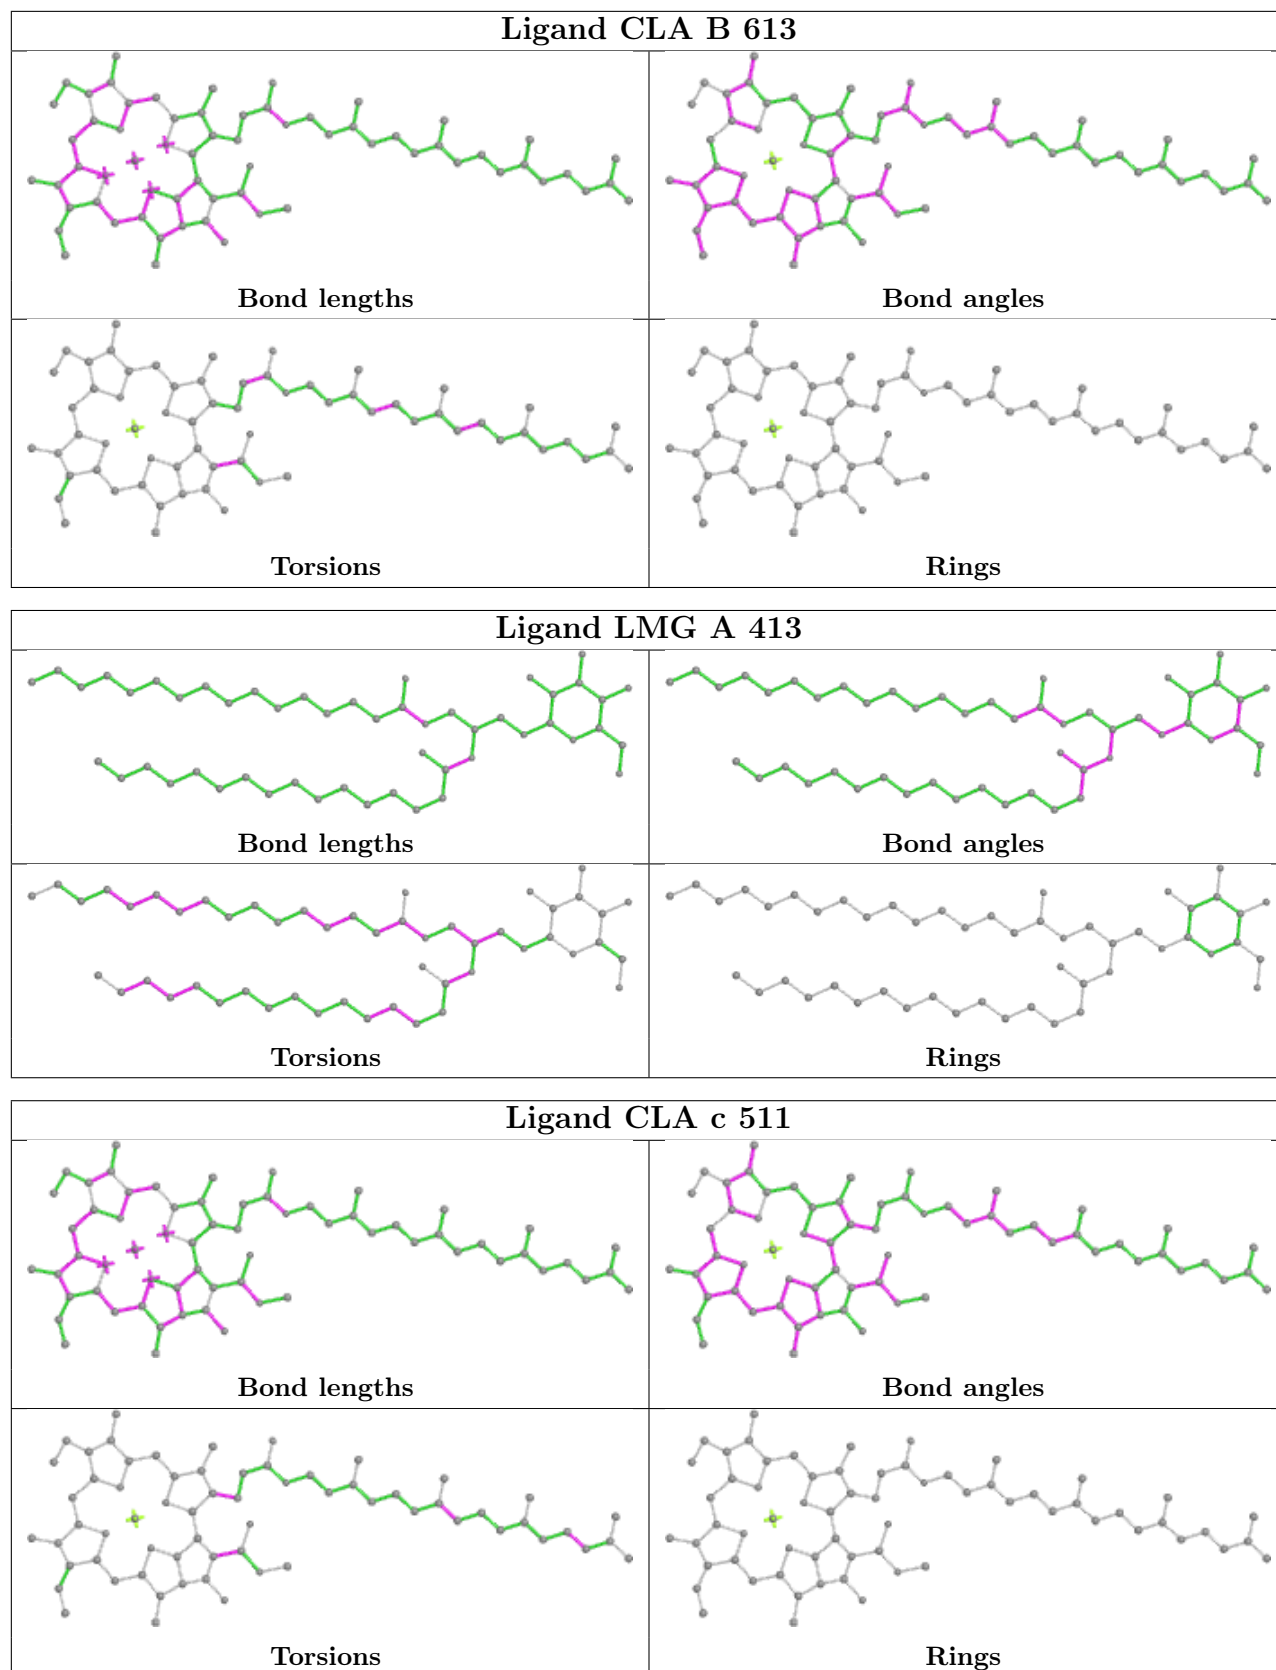 Ligand CLA B 613
Bond lengths
Bond angles
Torsions
Rings
Ligand LMG A 413
Bond lengths
Bond angles
Torsions
Rings
Ligand CLA c 511
Bond lengths
Bond angles
Torsions
Rings